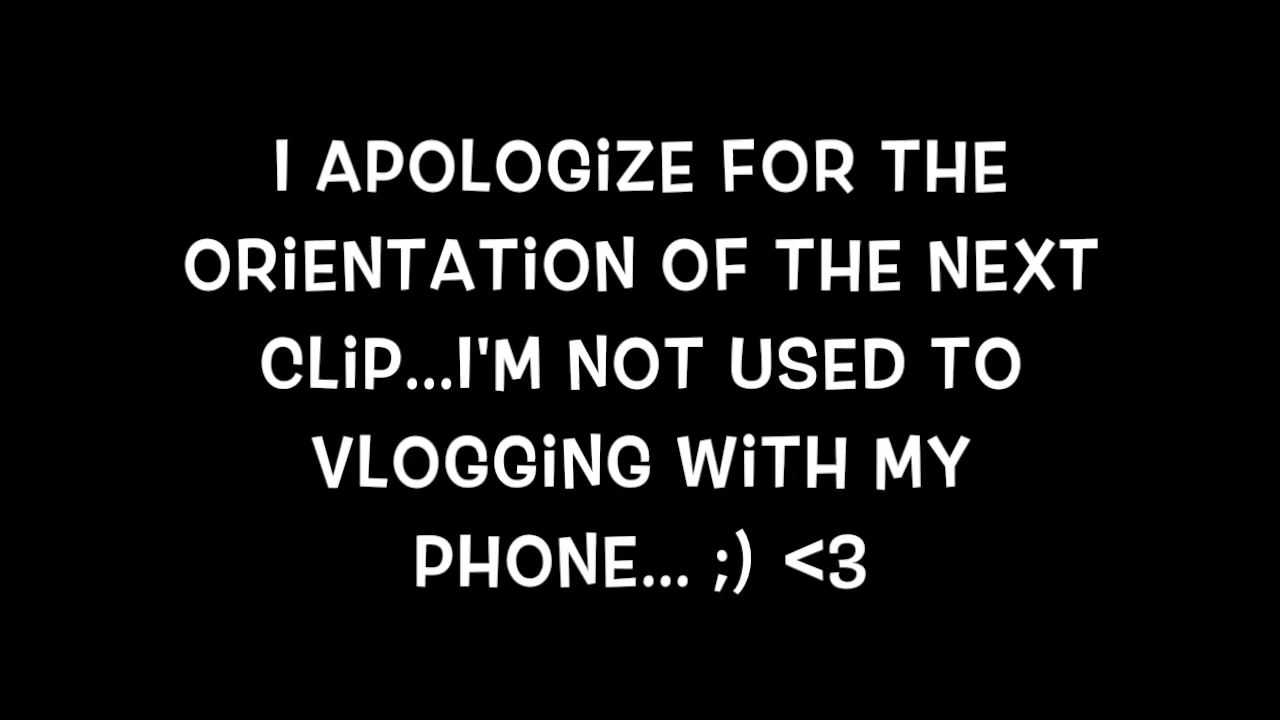 I APOLOGiZE FOR THE
ORiENTATiON OF THE NEXT
CLiP...I'M NOT USED TO
VLOGGiNG WiTH MY
PHONE... ;) <3